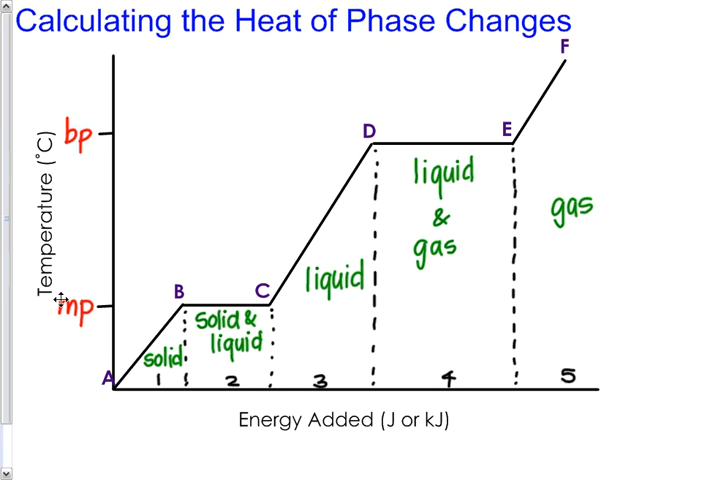 Calculating the Heat of Phase Changes
F
bp
D
E
liquid
&
gas
gas
Temperature (˚C)
liquid
B
C
mp
solid &
liquid
solid
A
1
2
3
4
5
Energy Added (J or kJ)